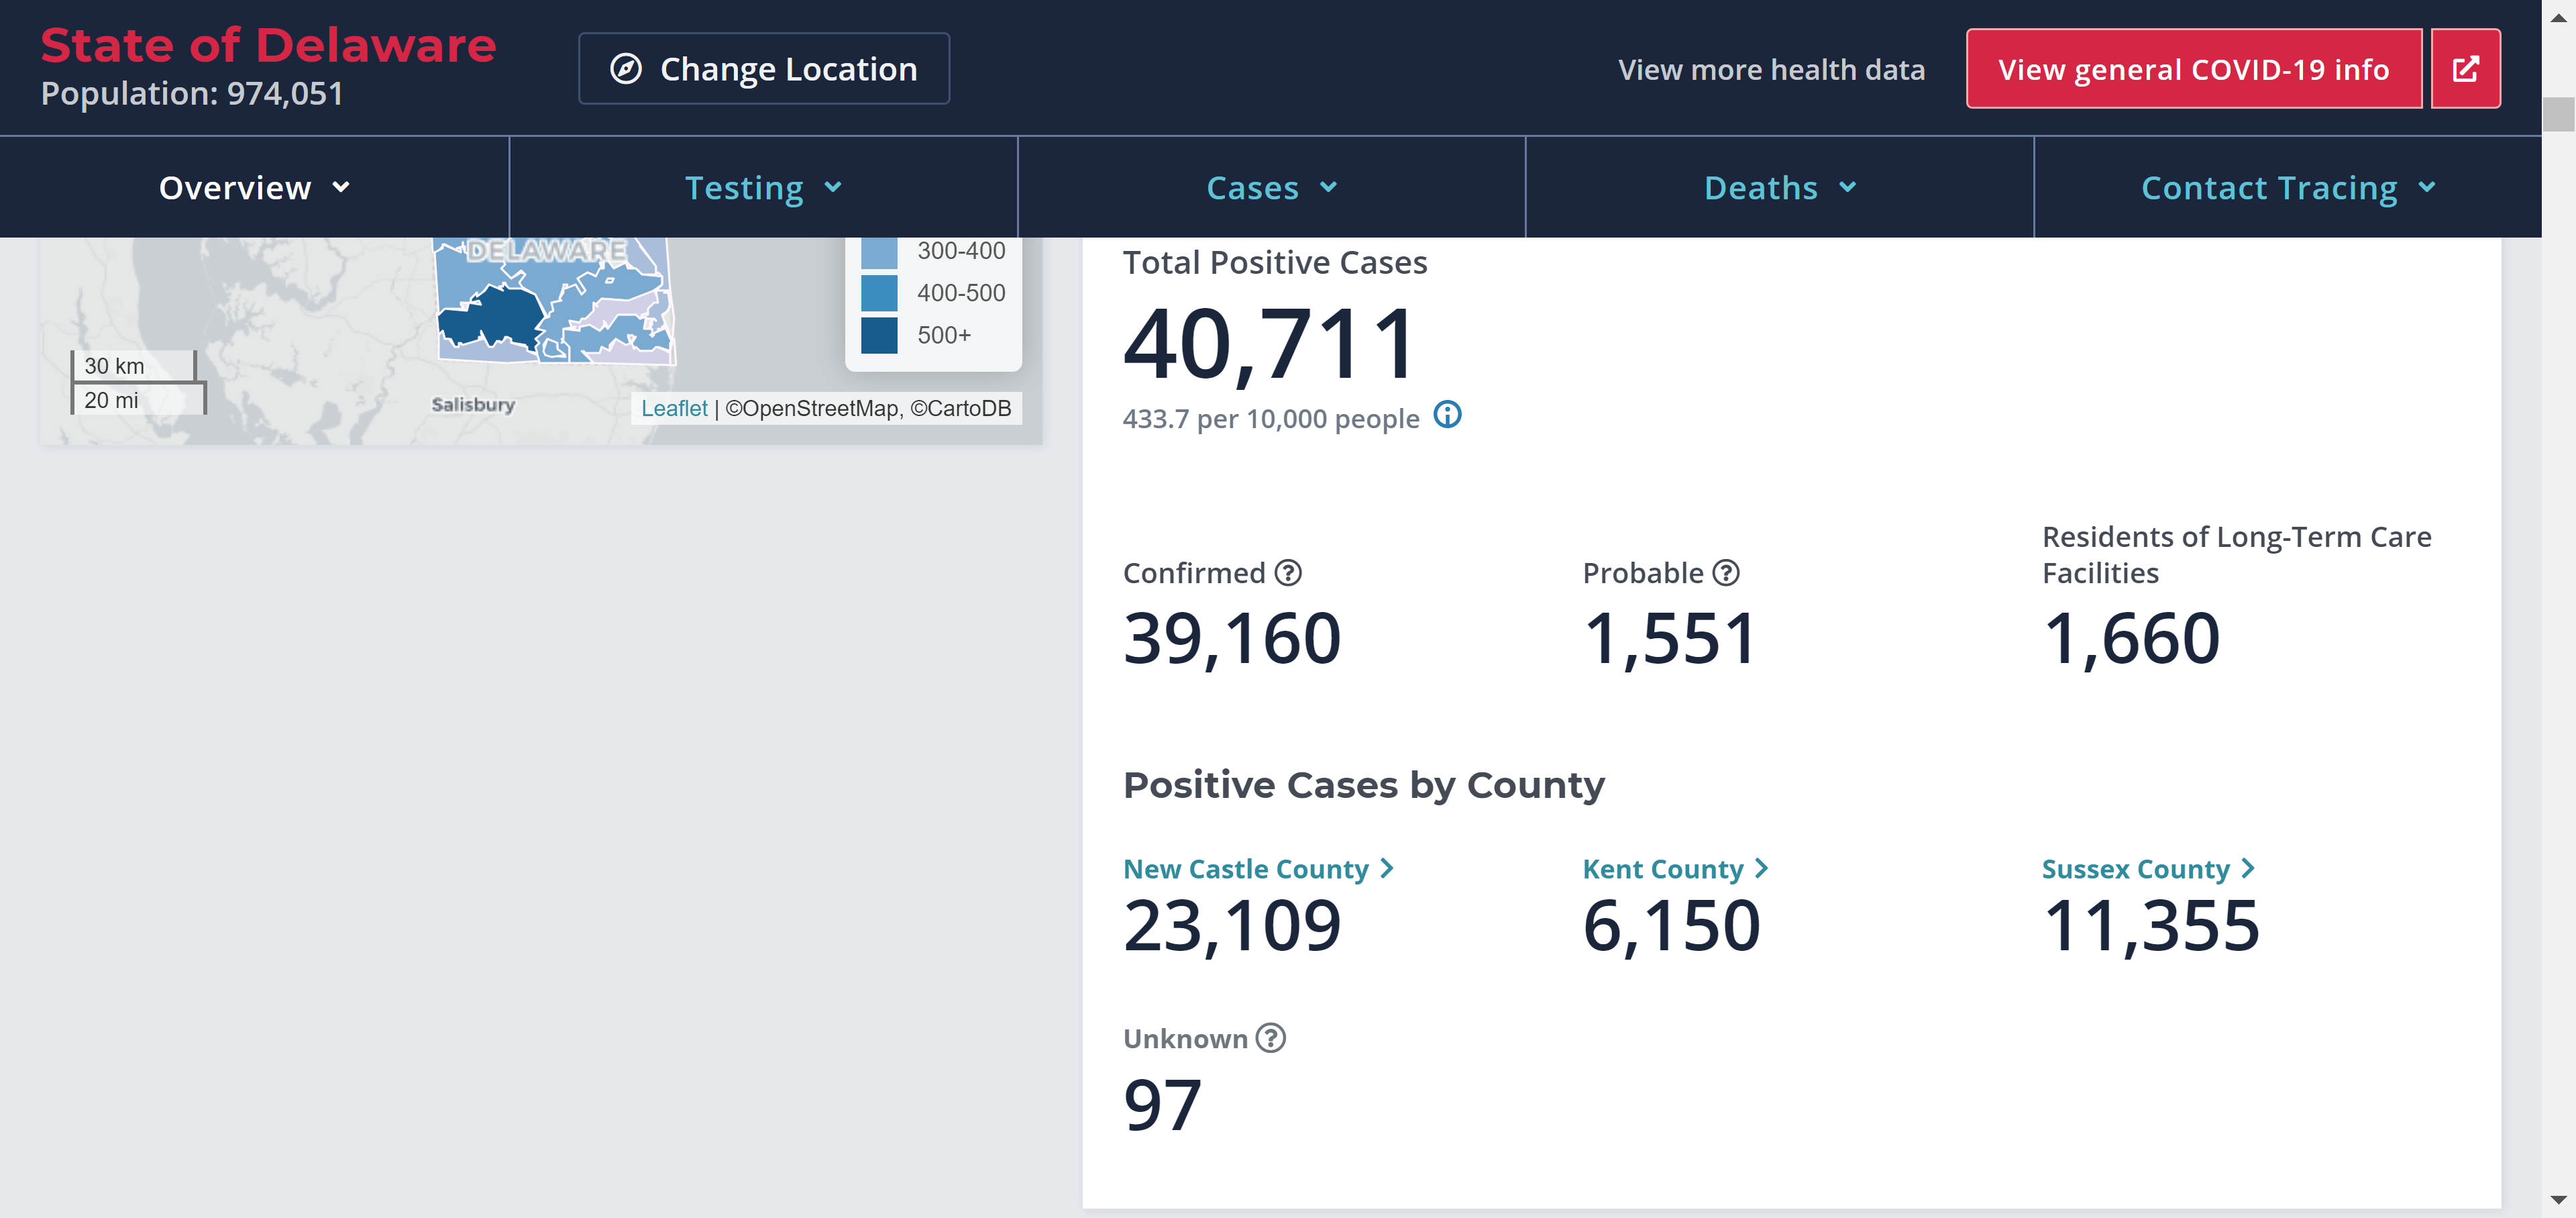 State of Delaware
Population: 974,051
Change Location
View more health data
View general COVID-19 info
Overview
Testing
Cases
Deaths
Contact Tracing
DELAWARE
300-400
400-500
500+
30 km
20 mi
Salisbury
Leaflet | ©OpenStreetMap, ©CartoDB
Total Positive Cases
40,711
433.7 per 10,000 people
Confirmed
39,160
Probable
1,551
Residents of Long-Term Care
Facilities
1,660
Positive Cases by County
New Castle County
23,109
Kent County
6,150
Sussex County
11,355
Unknown
97